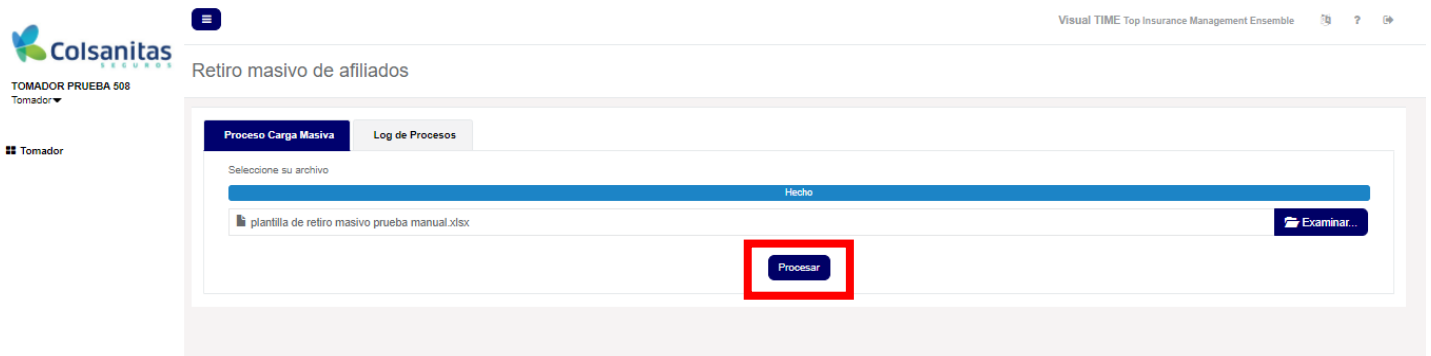 Colsanitas
SEGUROS
TOMADOR PRUEBA 508
Tomador
Tomador
Visual TIME Top Insurance Management Ensemble
?
Retiro masivo de afiliados
Proceso Carga Masiva
Log de Procesos
Seleccione su archivo
Hecho
plantilla de retiro masivo prueba manual.xlsx
Examinar...
Procesar